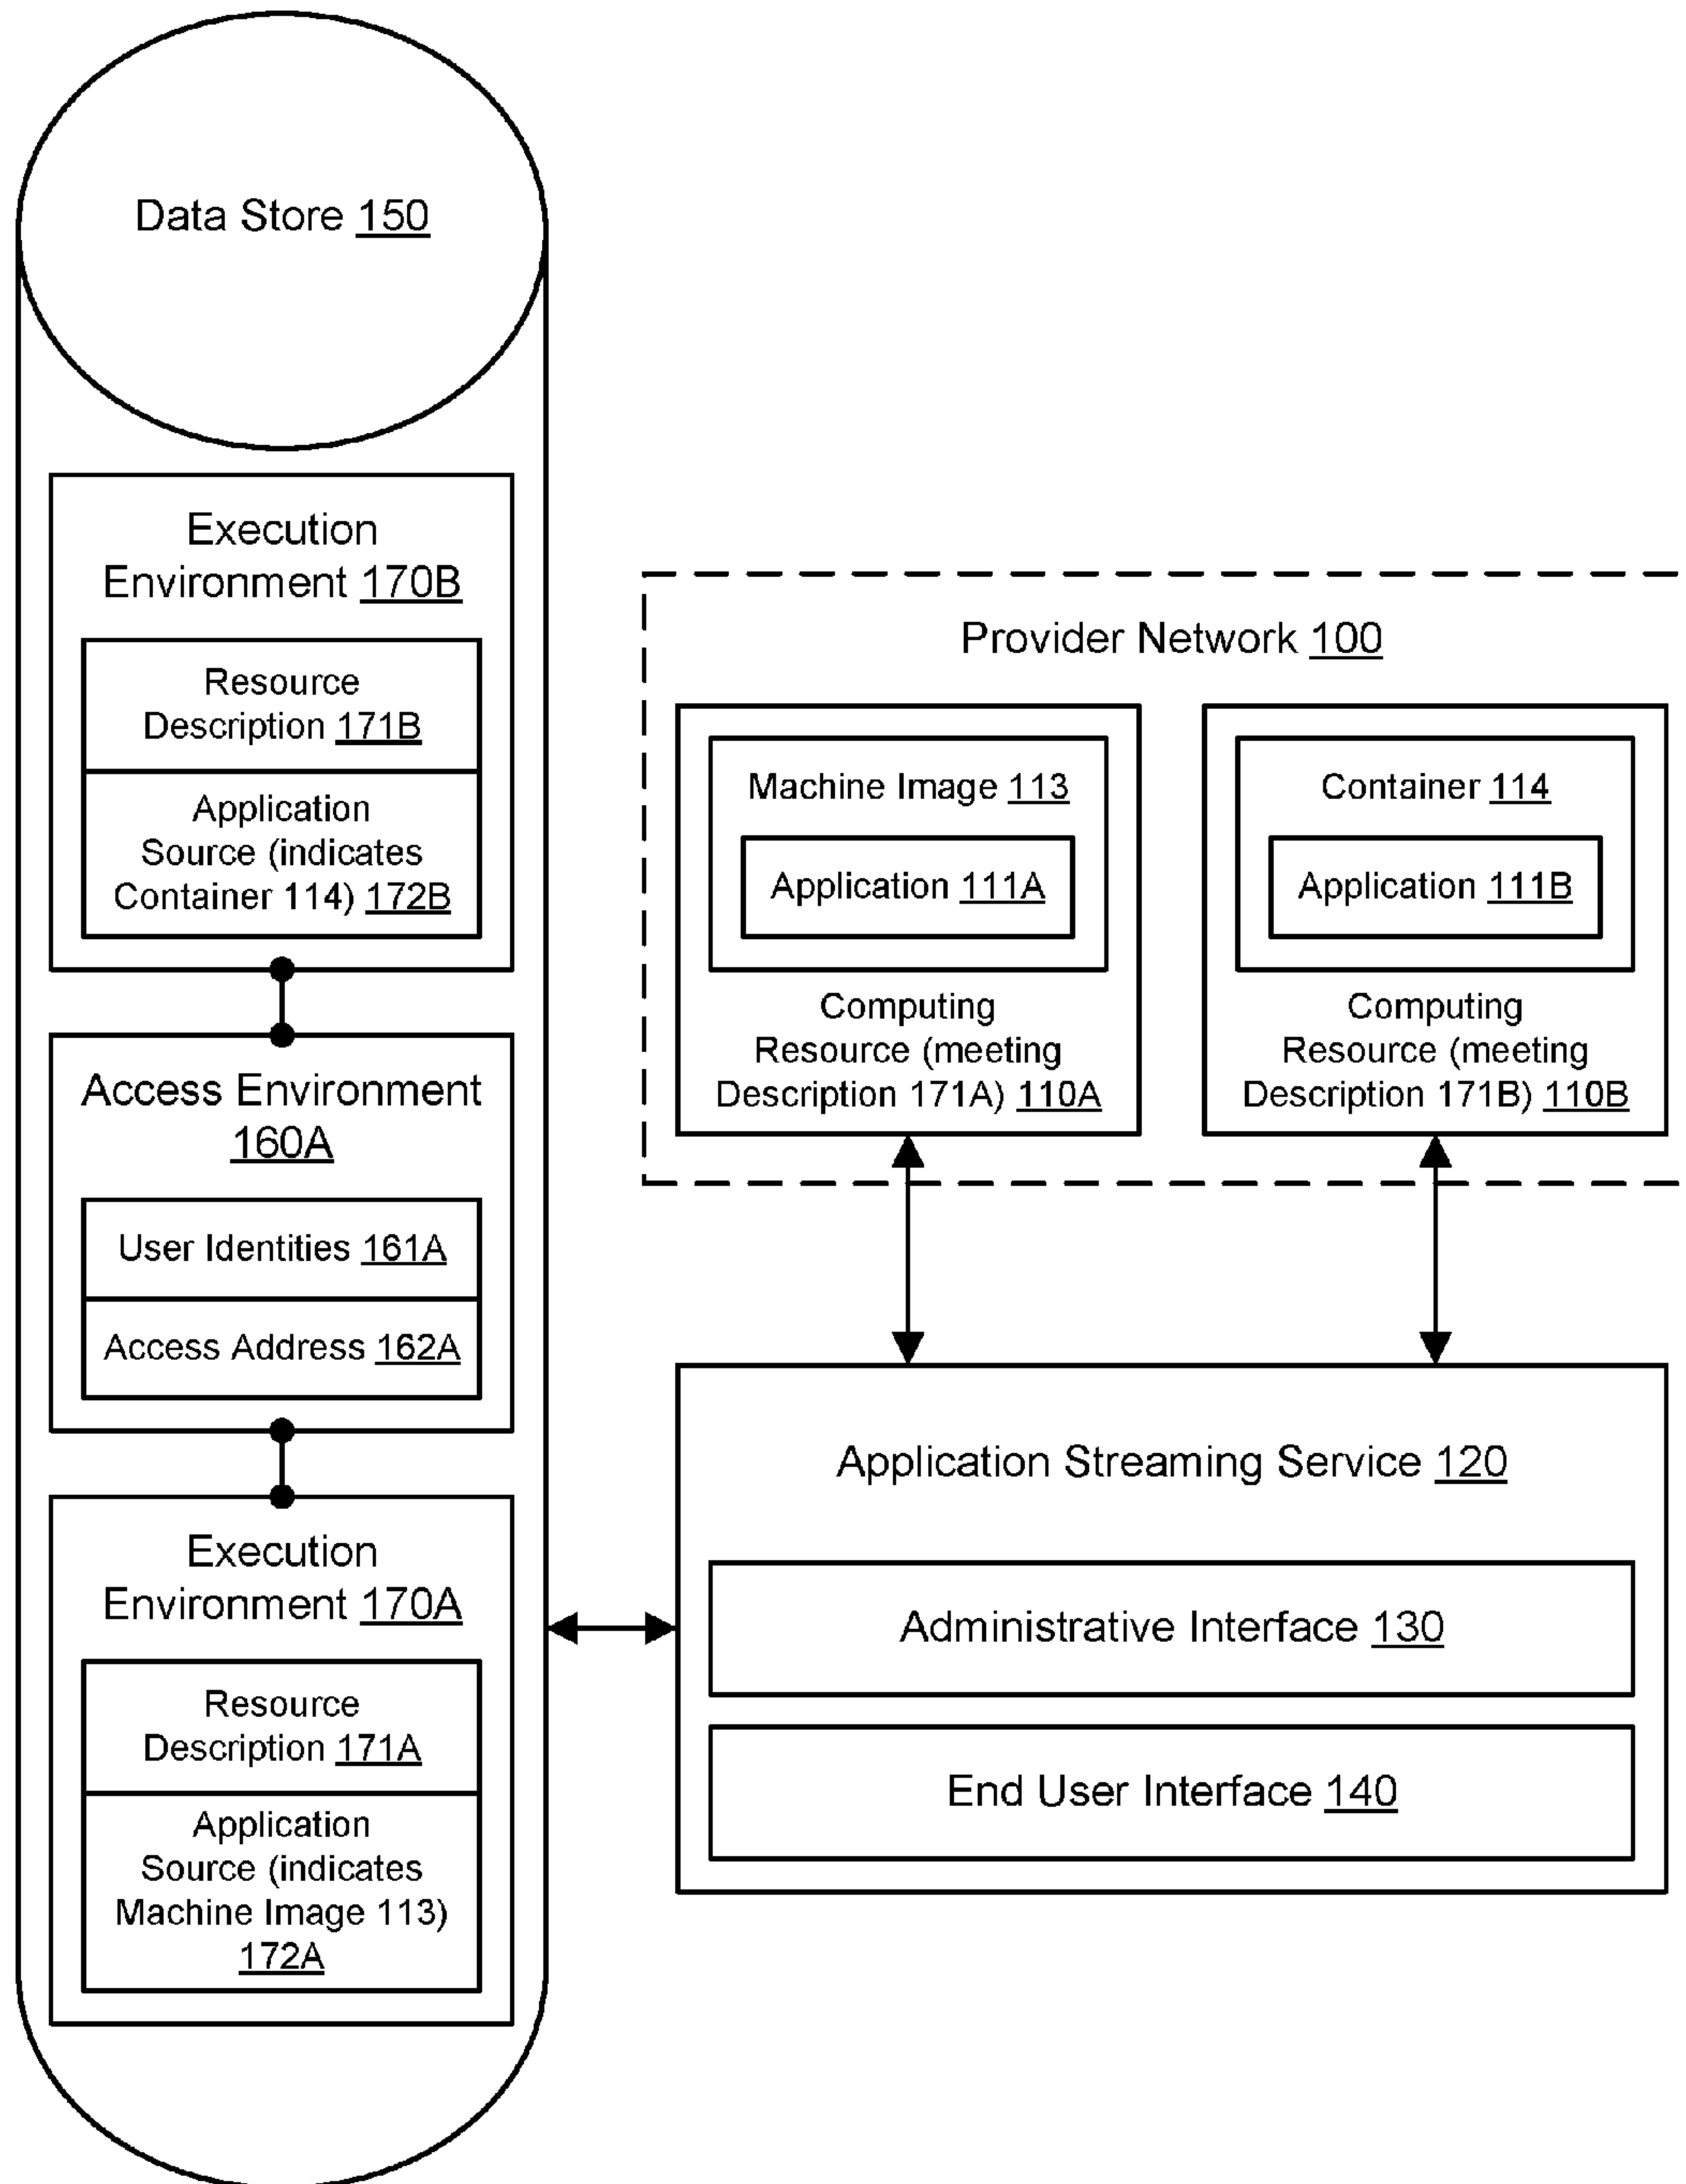 Data Store 150
Execution
Environment 170B
Resource
Description 171B
Application
Source (indicates
Container 114) 172B
Access Environment
160A
User Identities 161A
Access Address 162A
Execution
Environment 170A
Resource
Description 171A
Application
Source (indicates
Machine Image 113)
172A
Provider Network 100
Machine Image 113
Application 111A
Computing
Resource (meeting
Description 171A) 110A
Container 114
Application 111B
Computing
Resource (meeting
Description 171B) 110B
Application Streaming Service 120
Administrative Interface 130
End User Interface 140